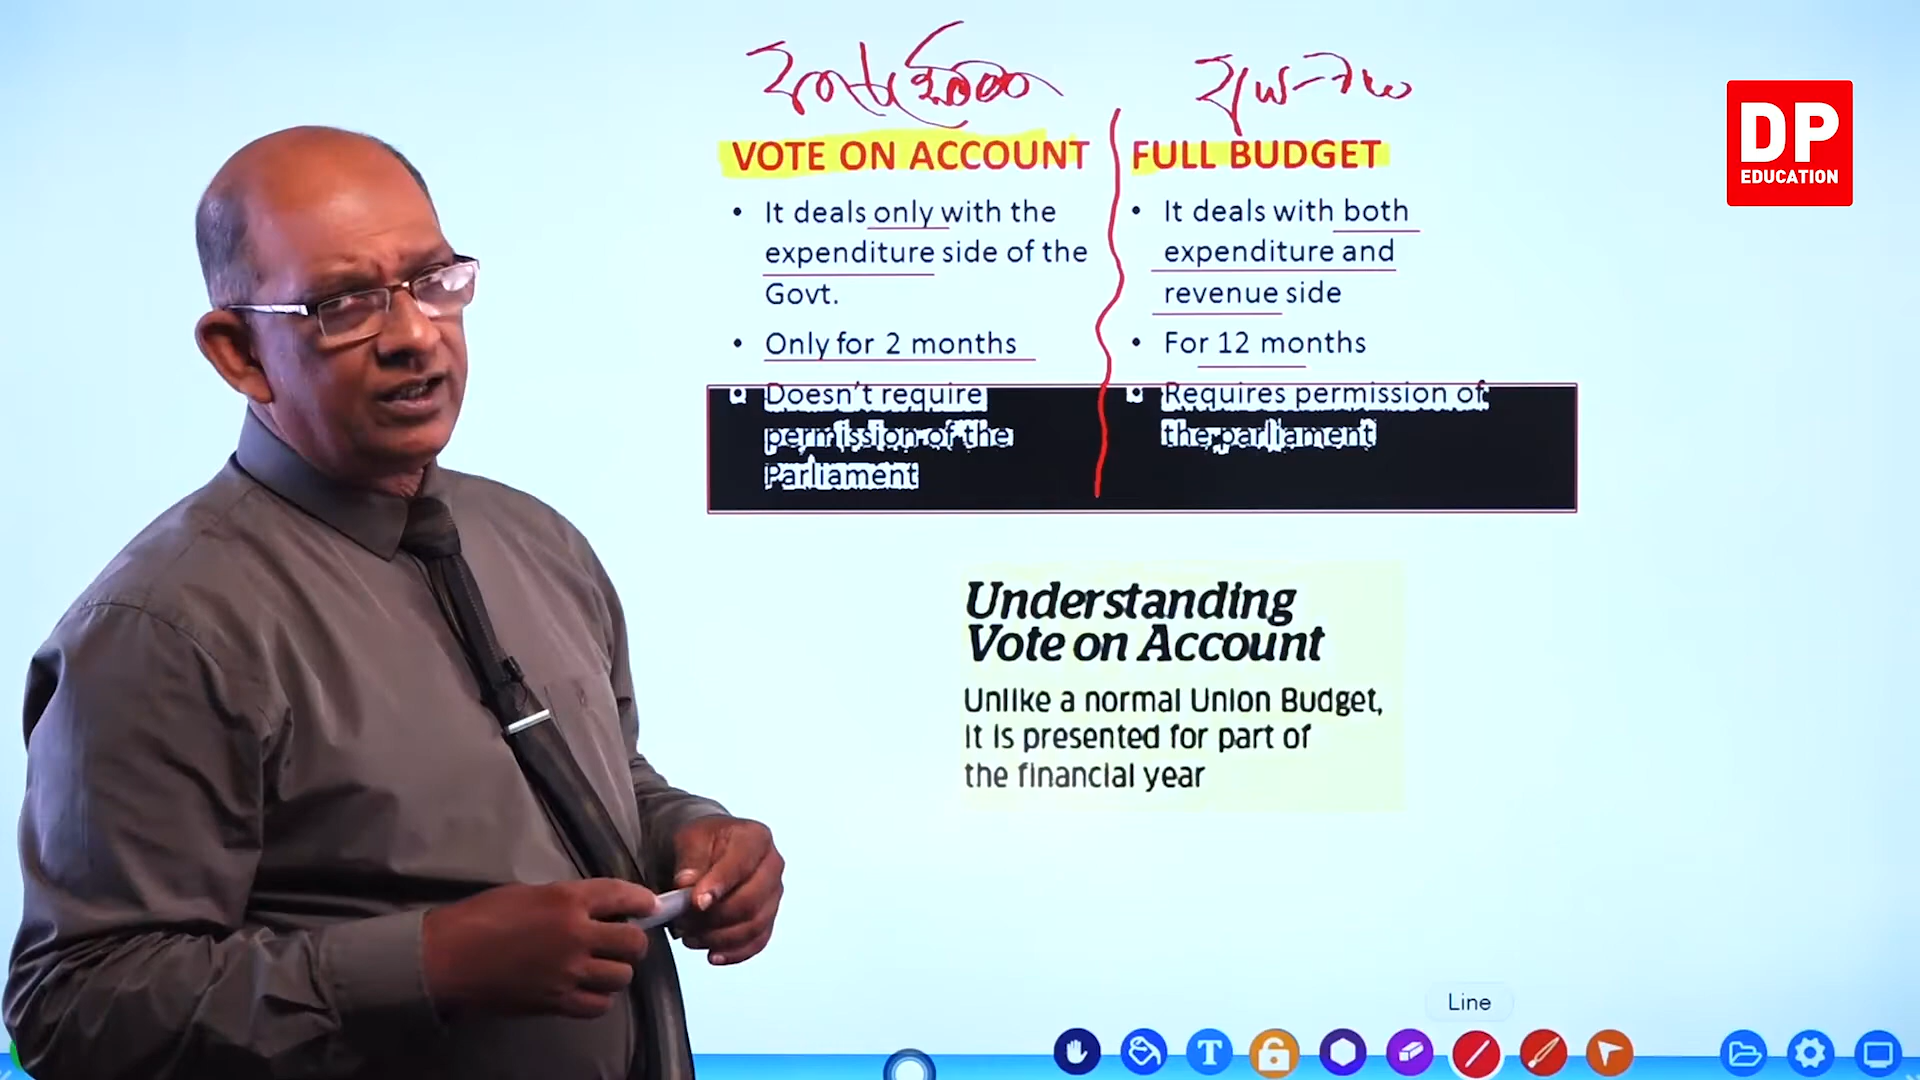 අයවැය
DP
EDUCATION
VOTE ON ACCOUNT
FULL BUDGET
• It deals only with the
expenditure side of the
Govt.
• Only for 2 months
• Doesn't require
permission of the
Parliament
• It deals with both
expenditure and
revenue side
• For 12 months
• Requires permission of
the parliament
Understanding
Vote on Account
Unlike a normal Union Budget,
it is presented for part of
the financial year
Line
T